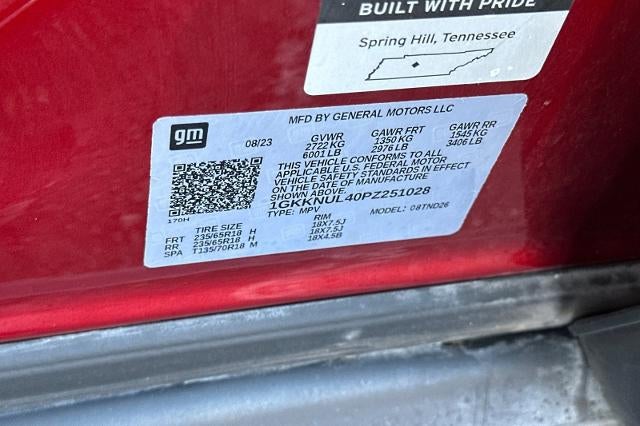 BUILT WITH PRIDE
Spring Hill, Tennessee
MFD BY GENERAL MOTORS LLC
gm
08/23 GVWR GAWR FRT GAWR RR
2722 KG 1350 KG 1545 KG
6001 LB 2976 LB 3406 LB
THIS VEHICLE CONFORMS TO ALL
APPLICABLE U.S. FEDERAL MOTOR
VEHICLE SAFETY STANDARDS IN EFFECT
ON THE DATE OF MANUFACTURE
SHOWN ABOVE.
1GKKNUL40PZ251028
170H TYPE: MPV MODEL: 08TND26
TIRE SIZE RIM
FRT 235/65R18 H 18X7.5J
RR 235/65R18 H 18X7.5J
SPA T135/70R18 M 18X4.5B